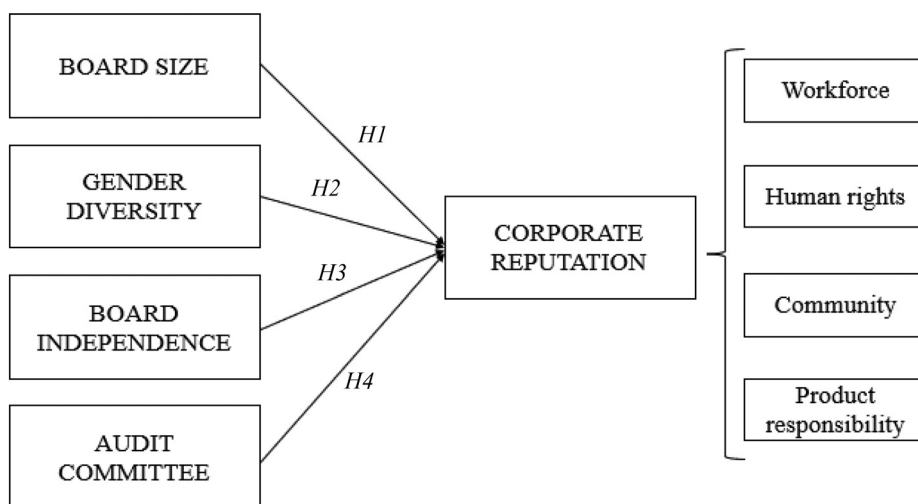 BOARD SIZE
H1
GENDER
DIVERSITY
H2
BOARD
INDEPENDENCE
H3
AUDIT
COMMITTEE
H4
CORPORATE
REPUTATION
Workforce
Human rights
Community
Product
responsibility